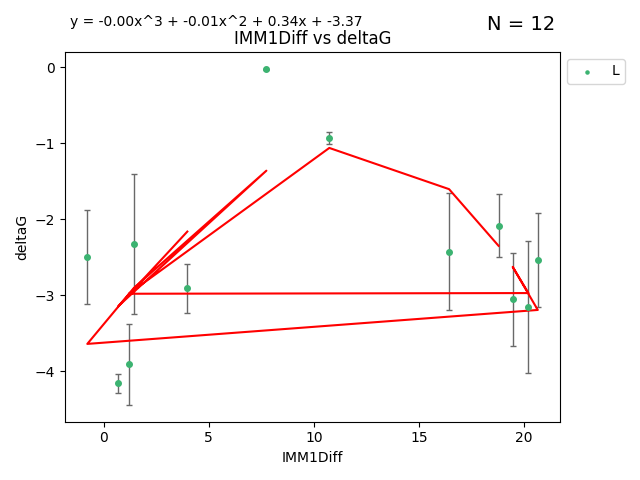 y = -0.00x^3 + -0.01x^2 + 0.34x + -3.37
N = 12
IMM1Diff vs deltaG
L
0
−1
−2
−3
−4
deltaG
0 5 10 15 20
IMM1Diff